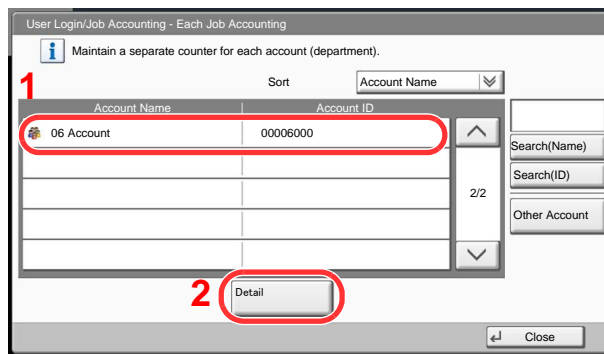 User Login/Job Accounting - Each Job Accounting
i Maintain a separate counter for each account (department).
1
Sort Account Name
Account Name Account ID
06 Account 00006000
Search(Name)
Search(ID)
2/2
Other Account
2 Detail
Close